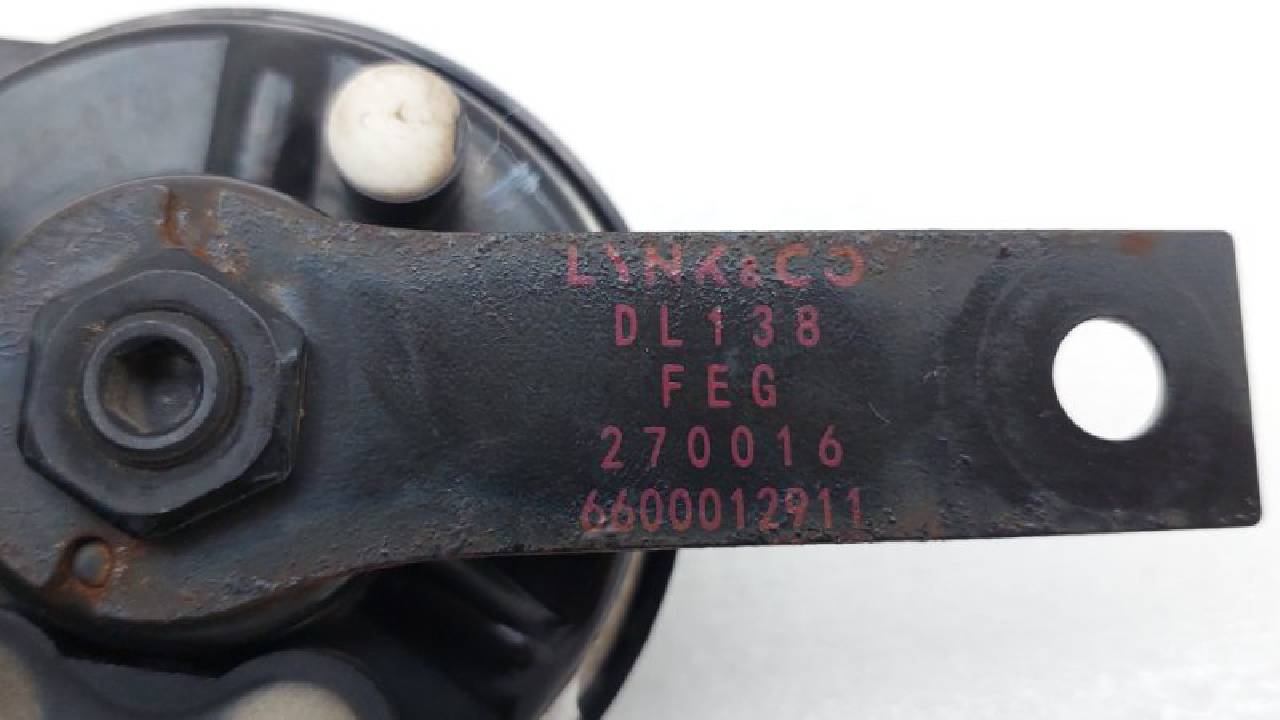 LYNK&CO
DL138
FEG
270016
6600012911